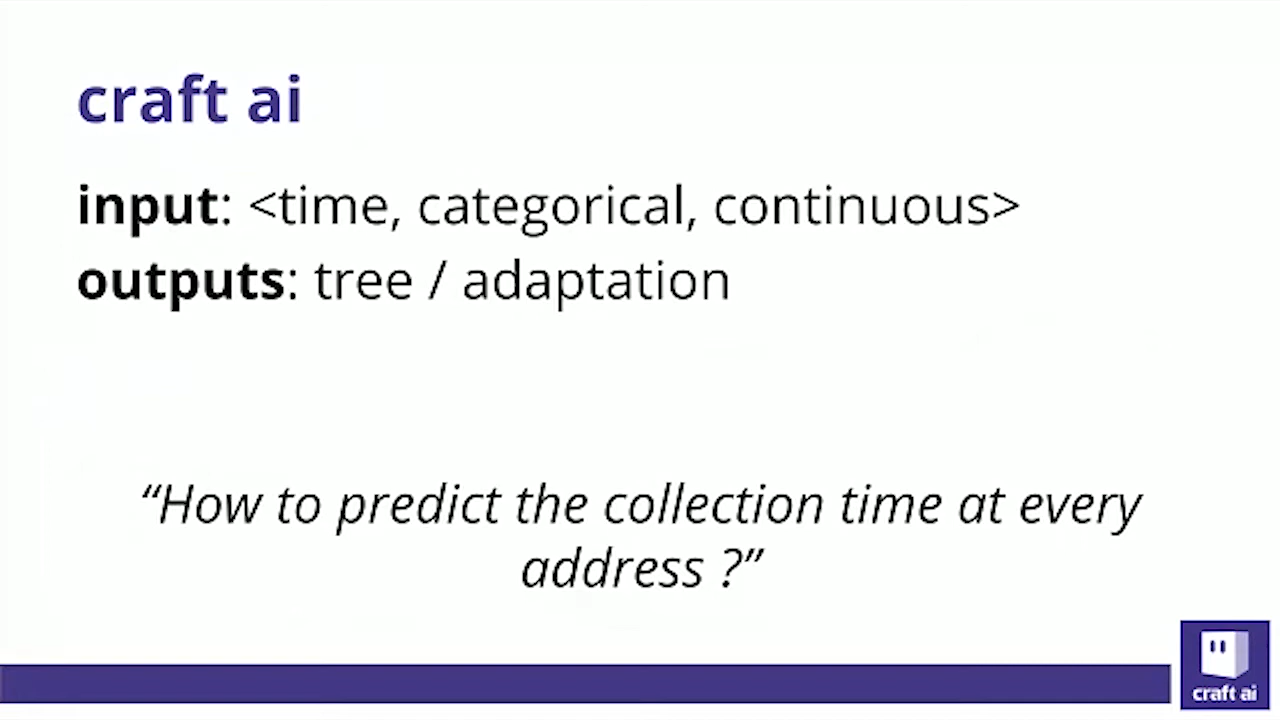 craft ai
input: <time, categorical, continuous>
outputs: tree / adaptation
“How to predict the collection time at every
address ?”
craft ai